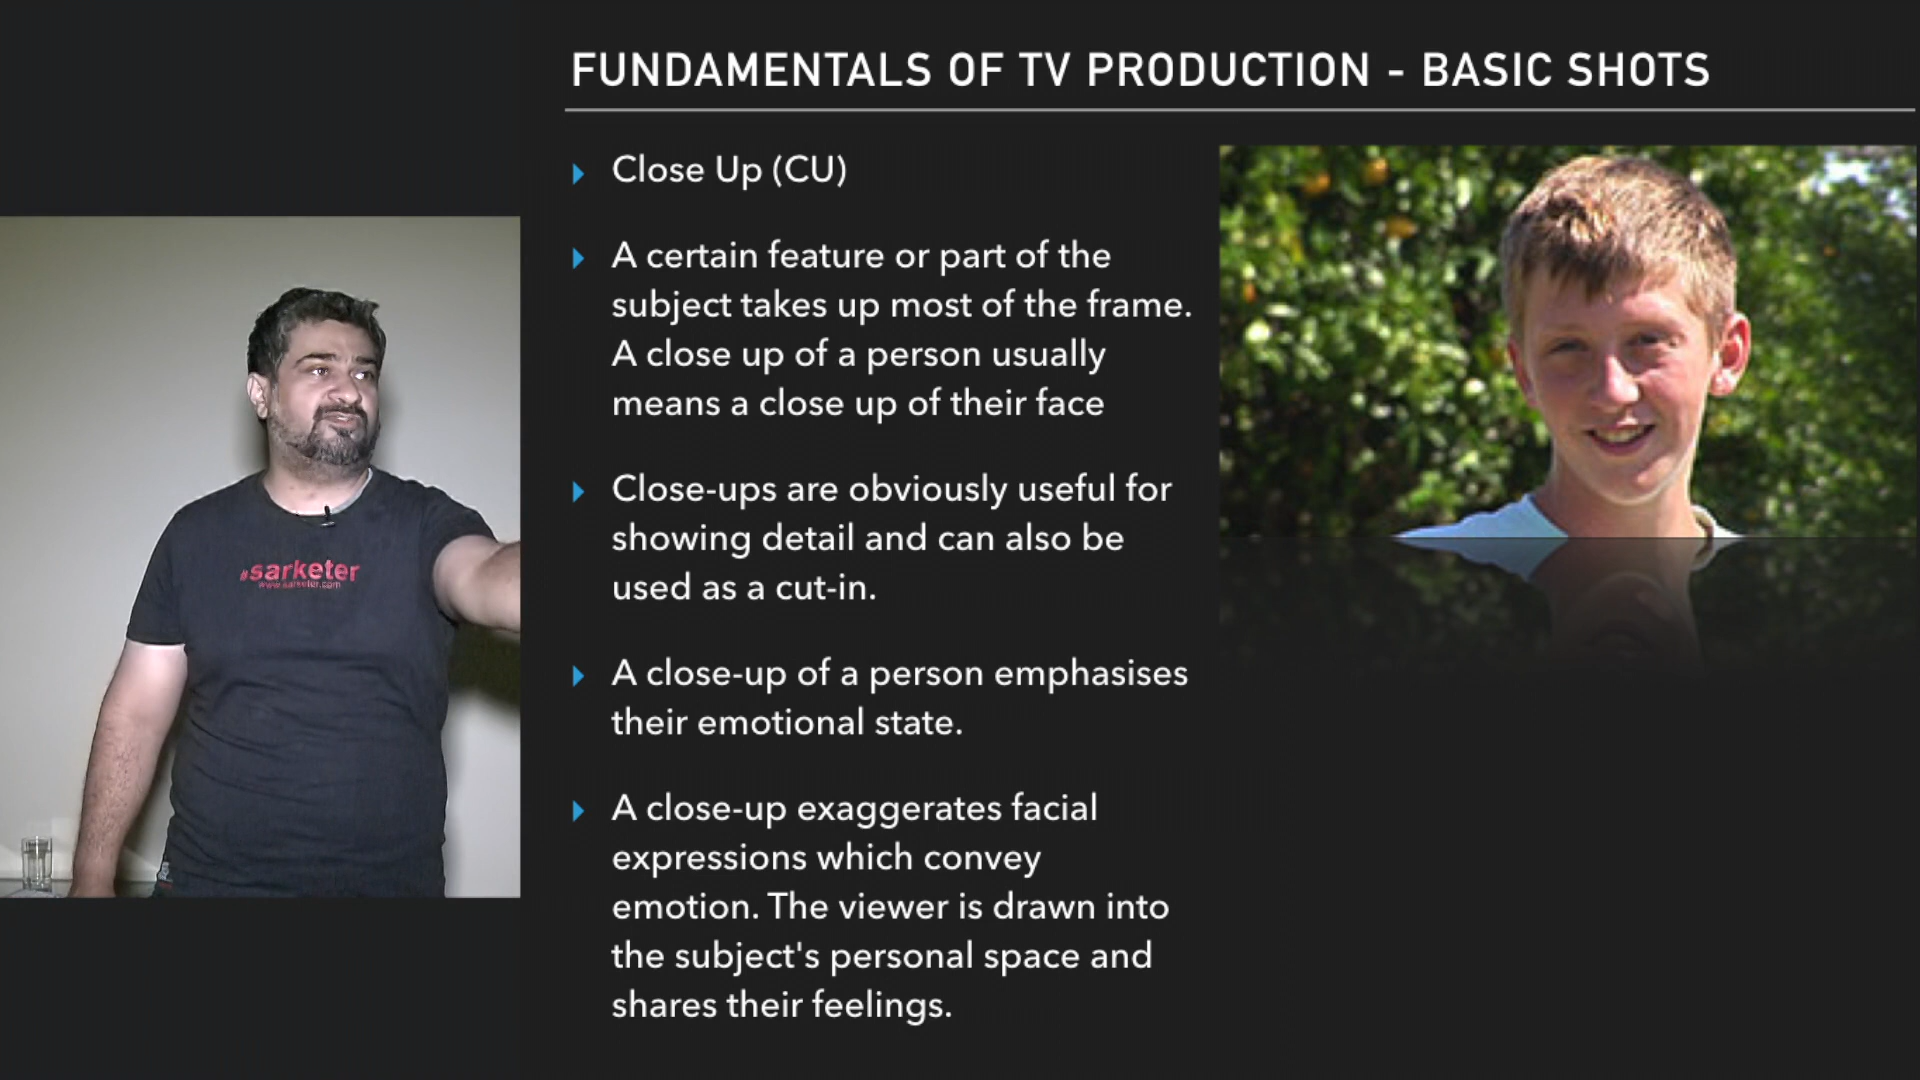 FUNDAMENTALS OF TV PRODUCTION - BASIC SHOTS
Close Up (CU)
A certain feature or part of the
subject takes up most of the frame.
A close up of a person usually
means a close up of their face
Close-ups are obviously useful for
showing detail and can also be
used as a cut-in.
A close-up of a person emphasises
their emotional state.
A close-up exaggerates facial
expressions which convey
emotion. The viewer is drawn into
the subject's personal space and
shares their feelings.
#sarketer
www.sarketer.com